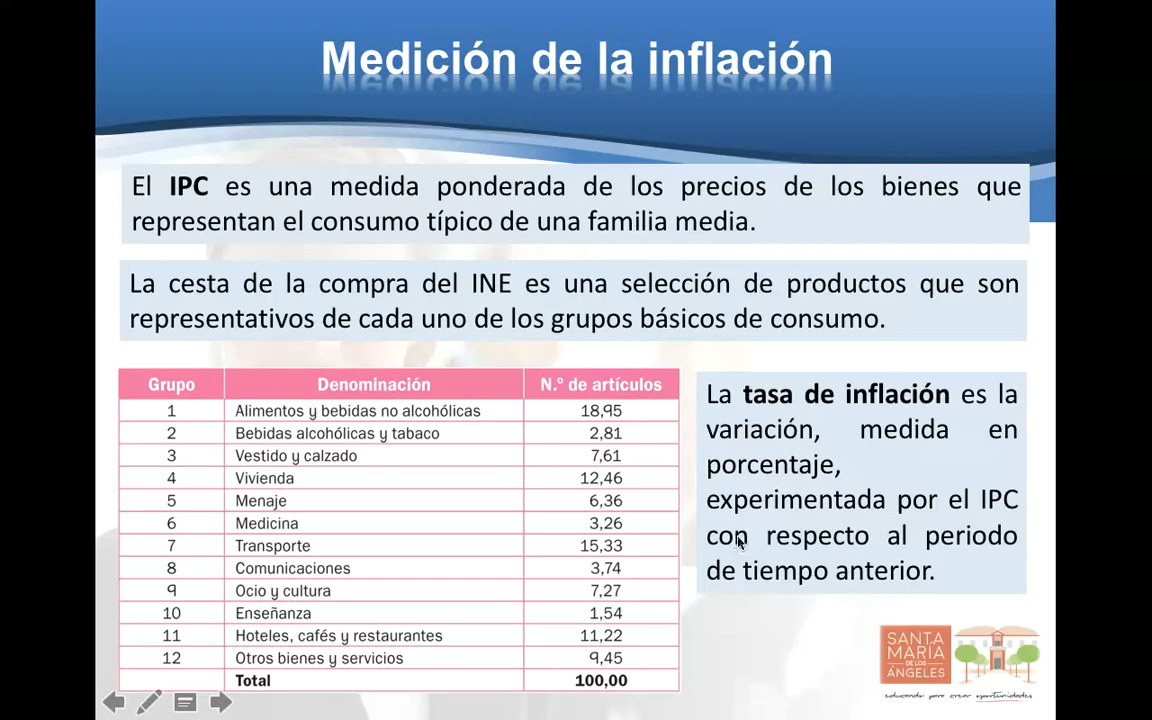 Medición de la inflación
El IPC es una medida ponderada de los precios de los bienes que
representan el consumo típico de una familia media.
La cesta de la compra del INE es una selección de productos que son
representativos de cada uno de los grupos básicos de consumo.
Grupo Denominación N.º de artículos
1 Alimentos y bebidas no alcohólicas 18,95
2 Bebidas alcohólicas y tabaco 2,81
3 Vestido y calzado 7,61
4 Vivienda 12,46
5 Menaje 6,36
6 Medicina 3,26
7 Transporte 15,33
8 Comunicaciones 3,74
9 Ocio y cultura 7,27
10 Enseñanza 1,54
11 Hoteles, cafés y restaurantes 11,22
12 Otros bienes y servicios 9,45
Total 100,00
La tasa de inflación es la
variación, medida en
porcentaje,
experimentada por el IPC
con respecto al periodo
de tiempo anterior.
SANTA
MARIA
DE LOS
ÁNGELES
educando para crear oportunidades